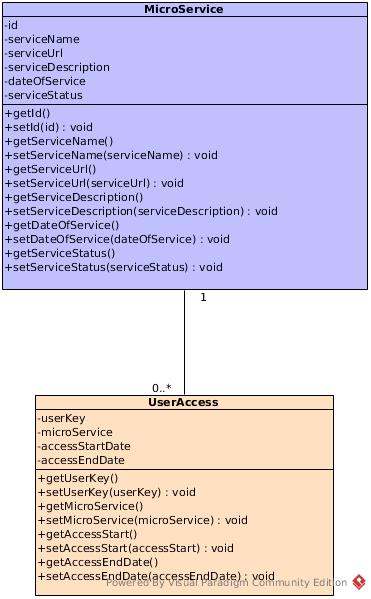 MicroService
-id
-serviceName
-serviceUrl
-serviceDescription
-dateOfService
-serviceStatus
+getId()
+setId(id) : void
+getServiceName()
+setServiceName(serviceName) : void
+getServiceUrl()
+setServiceUrl(serviceUrl) : void
+getServiceDescription()
+setServiceDescription(serviceDescription) : void
+getDateOfService()
+setDateOfService(dateOfService) : void
+getServiceStatus()
+setServiceStatus(serviceStatus) : void
1
0..*
UserAccess
-userKey
-microService
-accessStartDate
-accessEndDate
+getUserKey()
+setUserKey(userKey) : void
+getMicroService()
+setMicroService(microService) : void
+getAccessStart()
+setAccessStart(accessStart) : void
+getAccessEndDate()
+setAccessEndDate(accessEndDate) : void
Powered By Visual Paradigm Community Edition